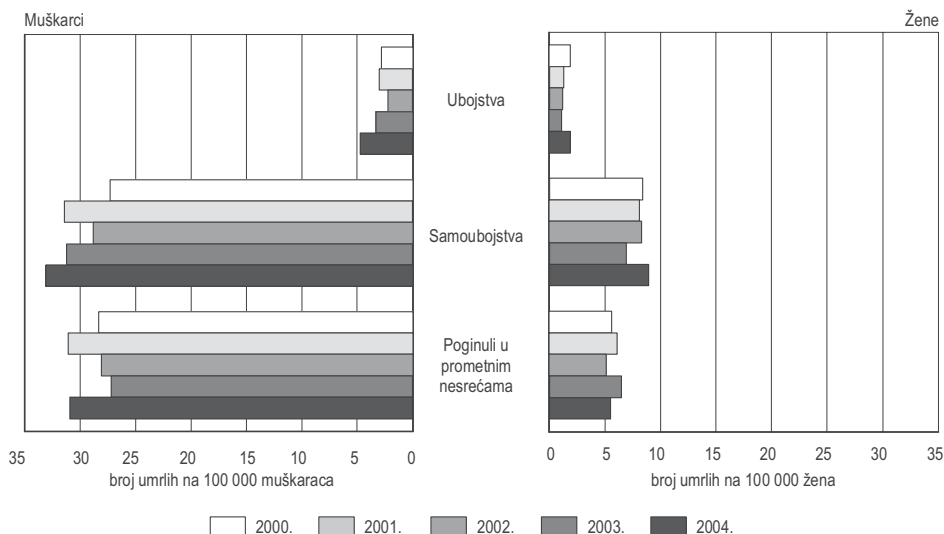 Muškarci
Žene
Ubojstva
Samoubojstva
Poginuli u
prometnim
nesrećama
35 30 25 20 15 10 5 0
0 5 10 15 20 25 30 35
broj umrlih na 100 000 muškaraca
broj umrlih na 100 000 žena
2000. 2001. 2002. 2003. 2004.